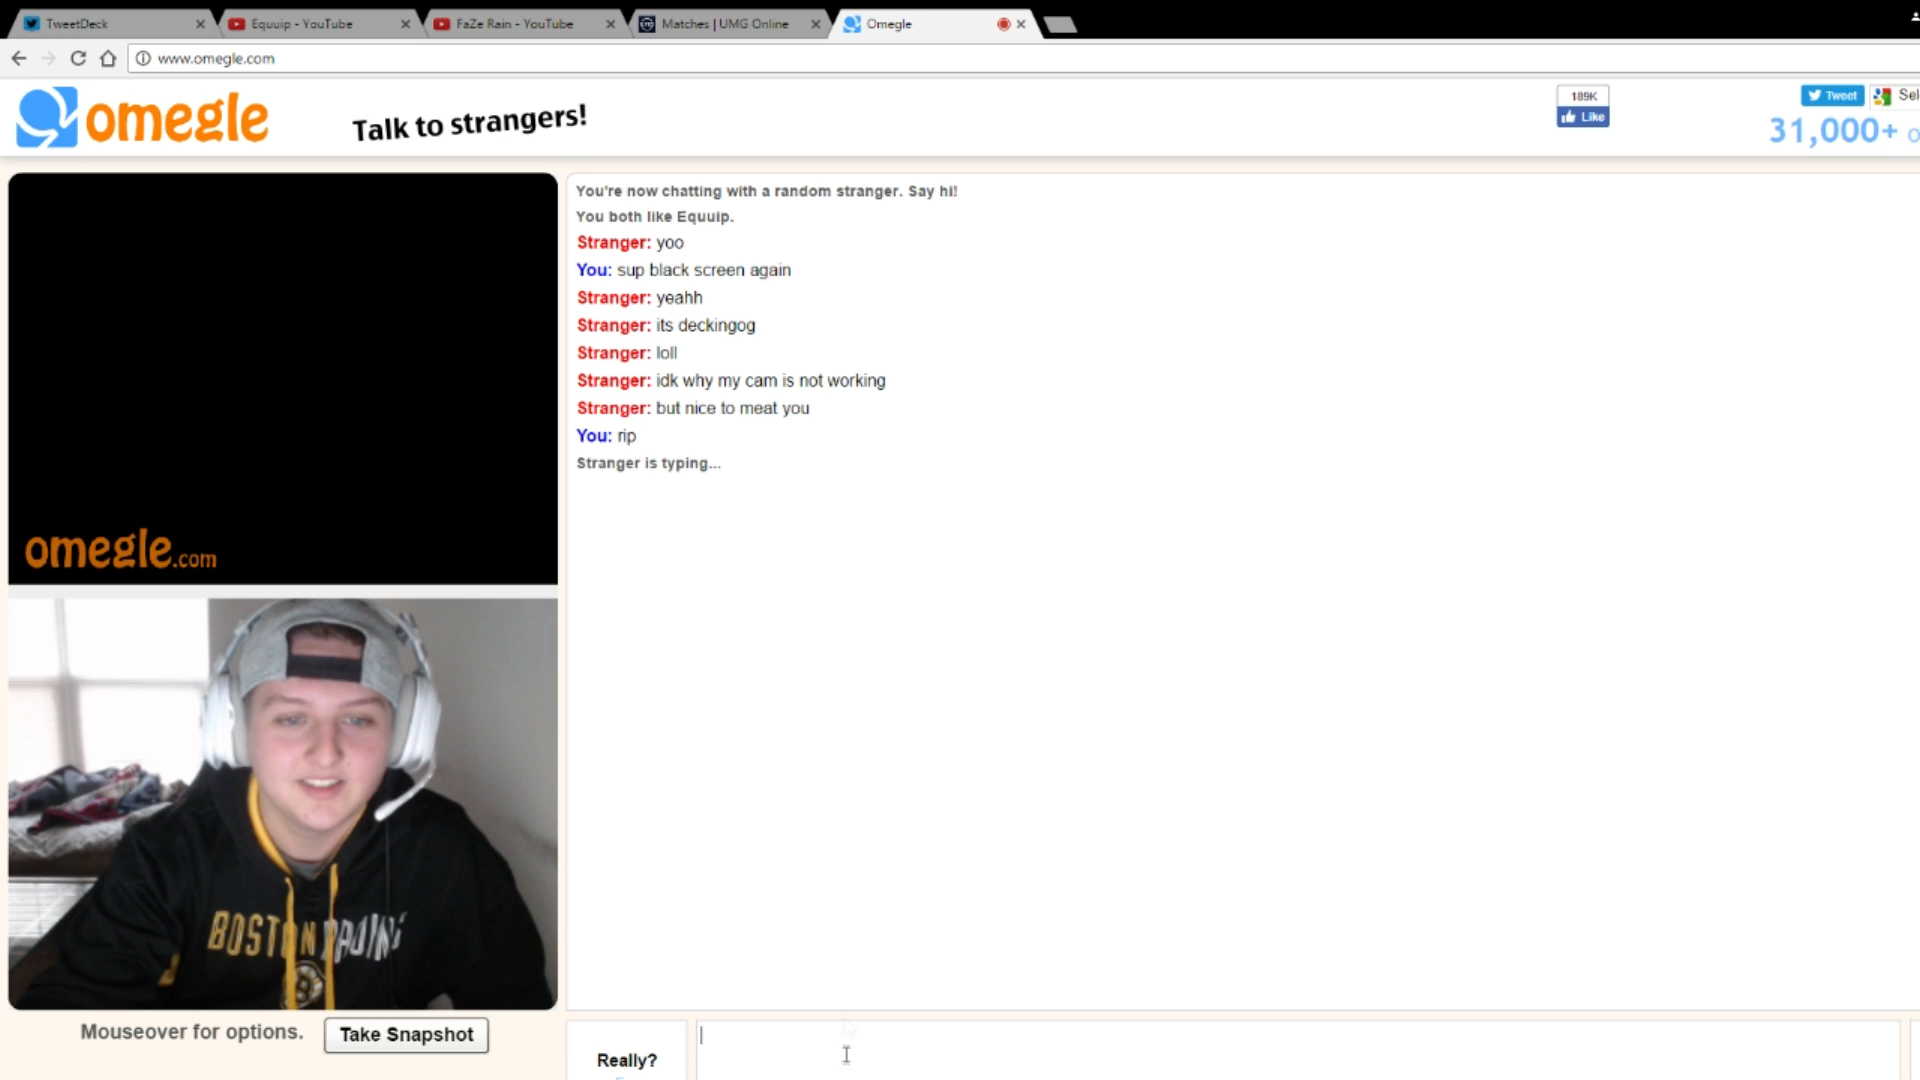 TweetDeck
Equuip - YouTube
FaZe Rain - YouTube
Matches | UMG Online
Omegle
www.omegle.com
omegle
Talk to strangers!
189K
Like
Tweet
31,000+
You're now chatting with a random stranger. Say hi!
You both like Equuip.
Stranger: yoo
You: sup black screen again
Stranger: yeahh
Stranger: its deckingog
Stranger: loll
Stranger: idk why my cam is not working
Stranger: but nice to meat you
You: rip
Stranger is typing...
omegle.com
BOSTON BRUINS
B
Mouseover for options.
Take Snapshot
Really?